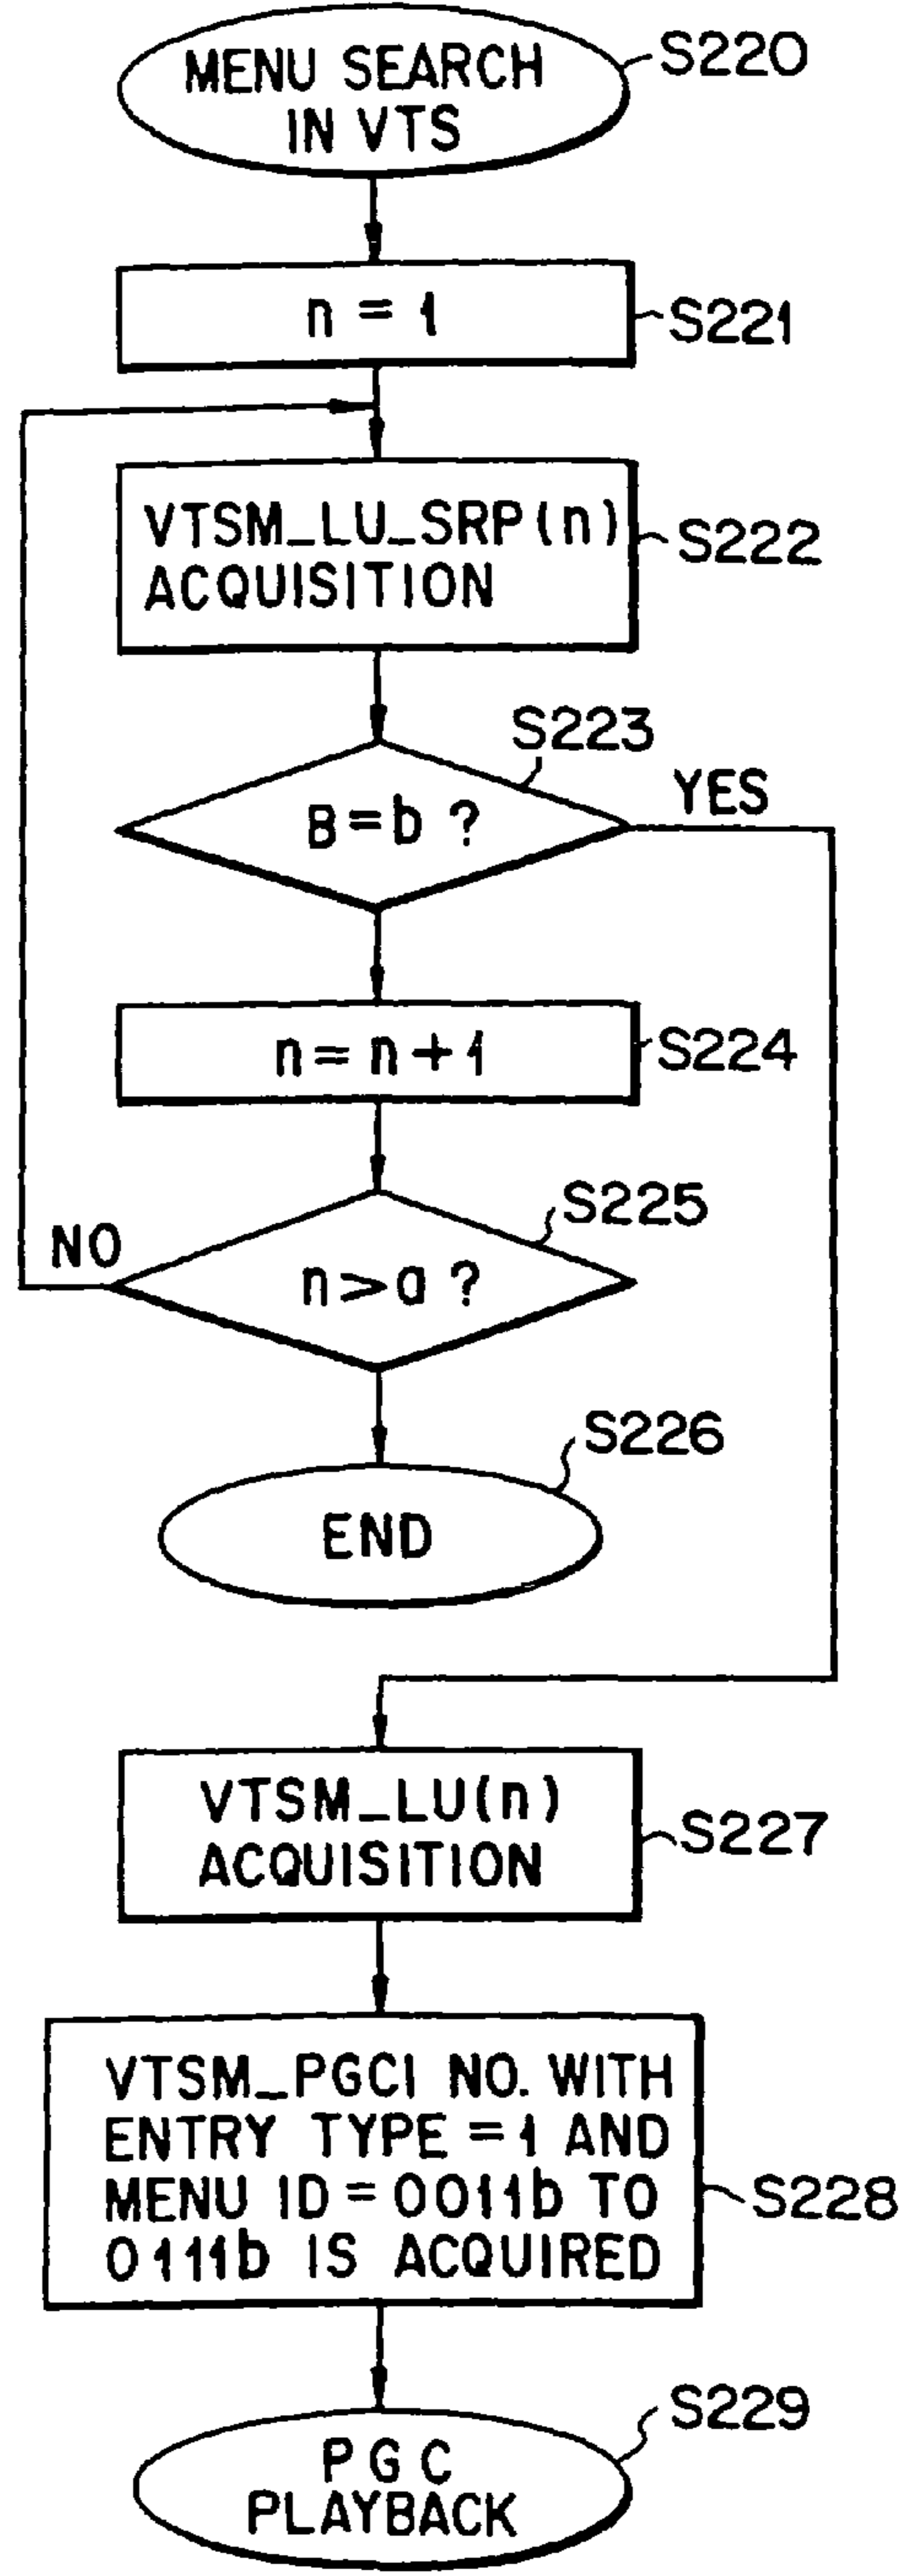 MENU SEARCH
IN VTS
S220
n = 1
S221
VTSM_LU_SRP(n)
ACQUISITION
S222
S223
B=b ?
YES
n=n+1
S224
S225
NO
n>a ?
S226
END
VTSM_LU(n)
ACQUISITION
S227
VTSM_PGCI NO. WITH
ENTRY TYPE=1 AND
MENU ID=0011b TO
0111b IS ACQUIRED
S228
S229
PGC
PLAYBACK